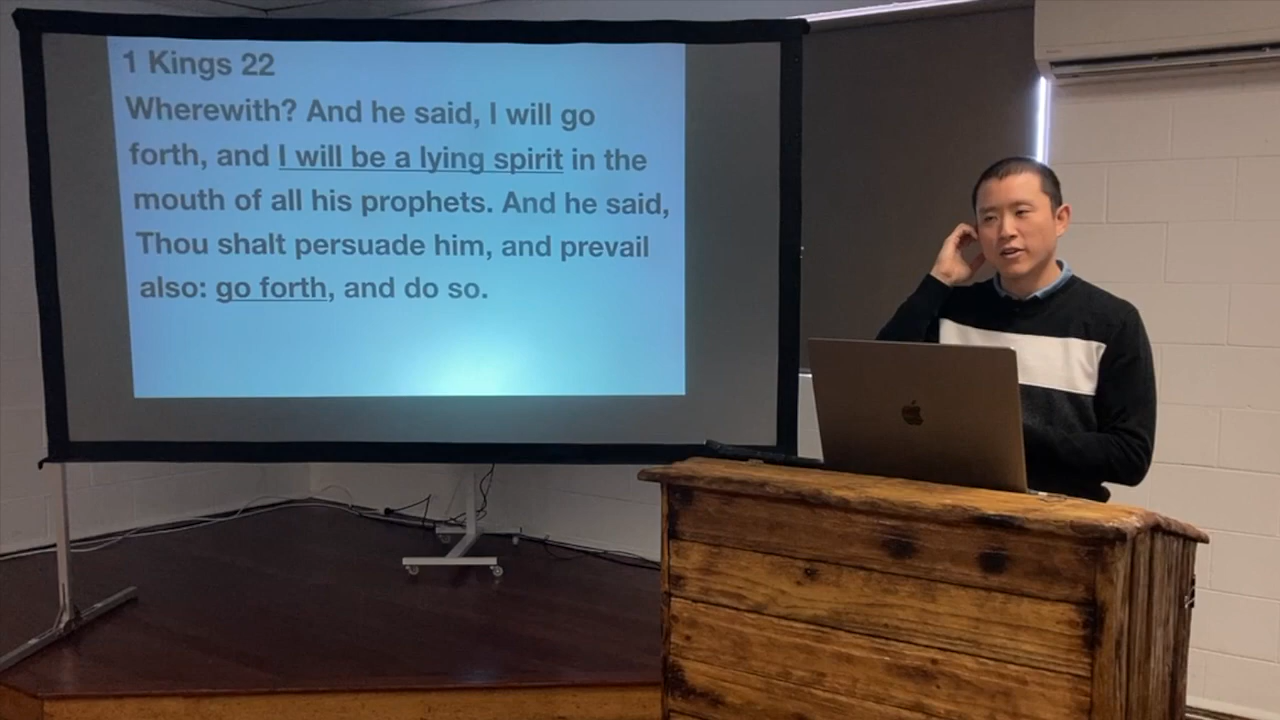 1 Kings 22
Wherewith? And he said, I will go
forth, and I will be a lying spirit in the
mouth of all his prophets. And he said,
Thou shalt persuade him, and prevail
also: go forth, and do so.